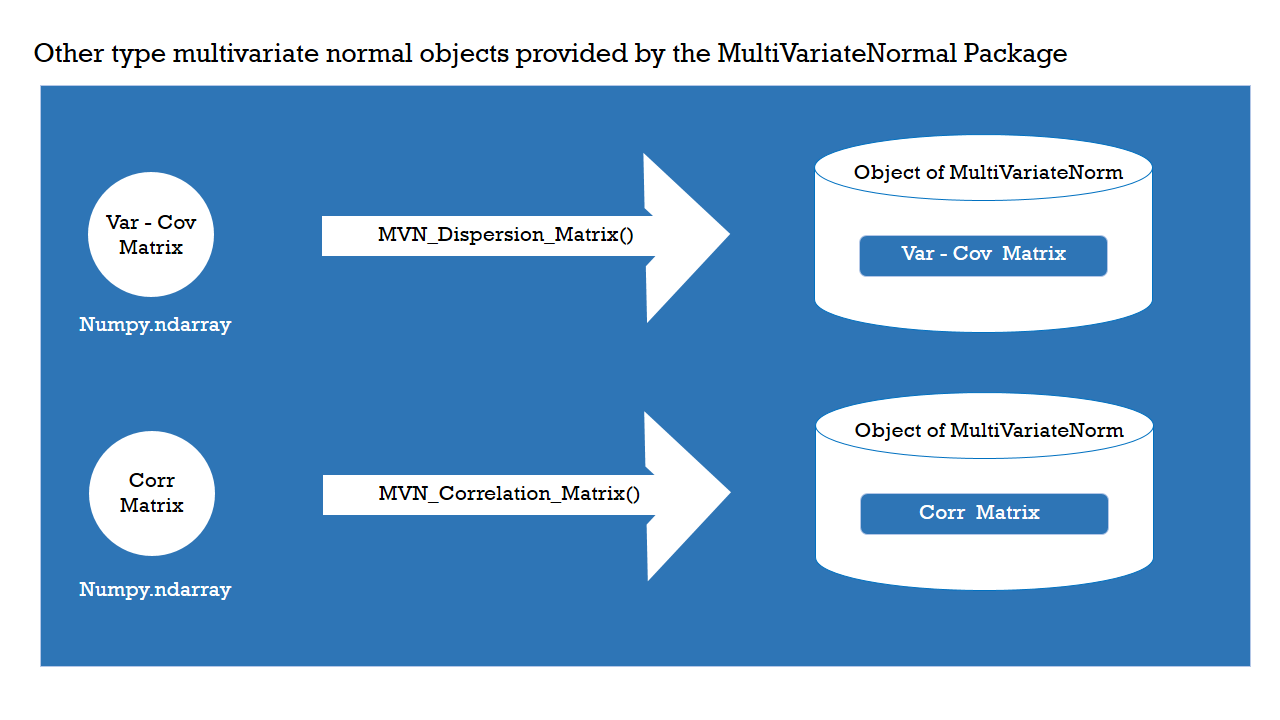 Other type multivariate normal objects provided by the MultiVariateNormal Package
Var - Cov
Matrix
Numpy.ndarray
MVN_Dispersion_Matrix()
Object of MultiVariateNorm
Var - Cov  Matrix
Corr
Matrix
Numpy.ndarray
MVN_Correlation_Matrix()
Object of MultiVariateNorm
Corr  Matrix